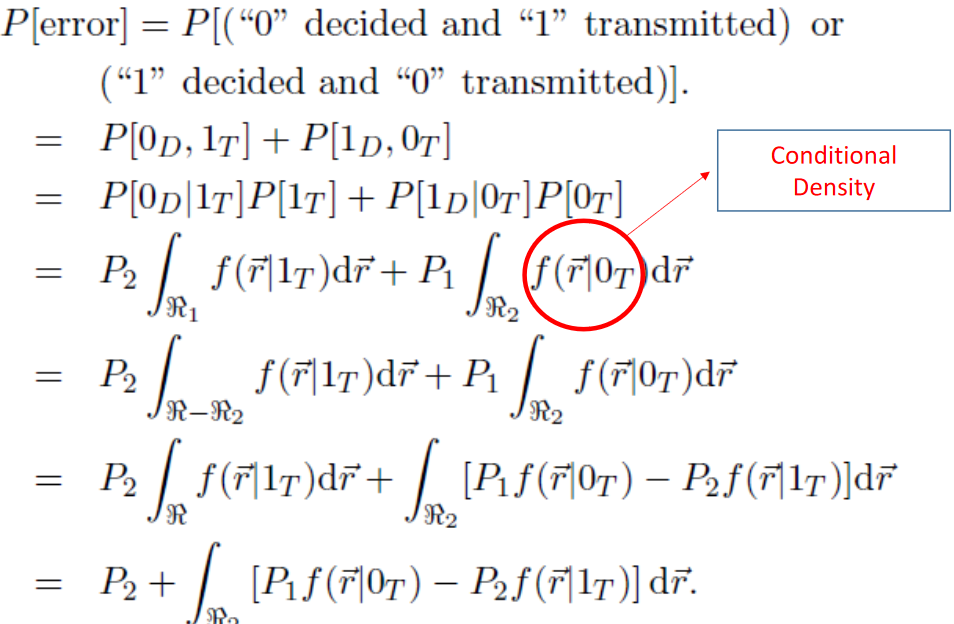 P[error] = P[(“0” decided and “1” transmitted) or
(“1” decided and “0” transmitted)].
= P[0_D, 1_T] + P[1_D, 0_T]
= P[0_D|1_T]P[1_T] + P[1_D|0_T]P[0_T]
Conditional
Density
= P_2 ∫_{ℜ_1} f(r⃗|1_T)dr⃗ + P_1 ∫_{ℜ_2} f(r⃗|0_T)dr⃗
= P_2 ∫_{ℜ−ℜ_2} f(r⃗|1_T)dr⃗ + P_1 ∫_{ℜ_2} f(r⃗|0_T)dr⃗
= P_2 ∫_ℜ f(r⃗|1_T)dr⃗ + ∫_{ℜ_2} [P_1 f(r⃗|0_T) − P_2 f(r⃗|1_T)]dr⃗
= P_2 + ∫_{ℜ_2} [P_1 f(r⃗|0_T) − P_2 f(r⃗|1_T)] dr⃗.